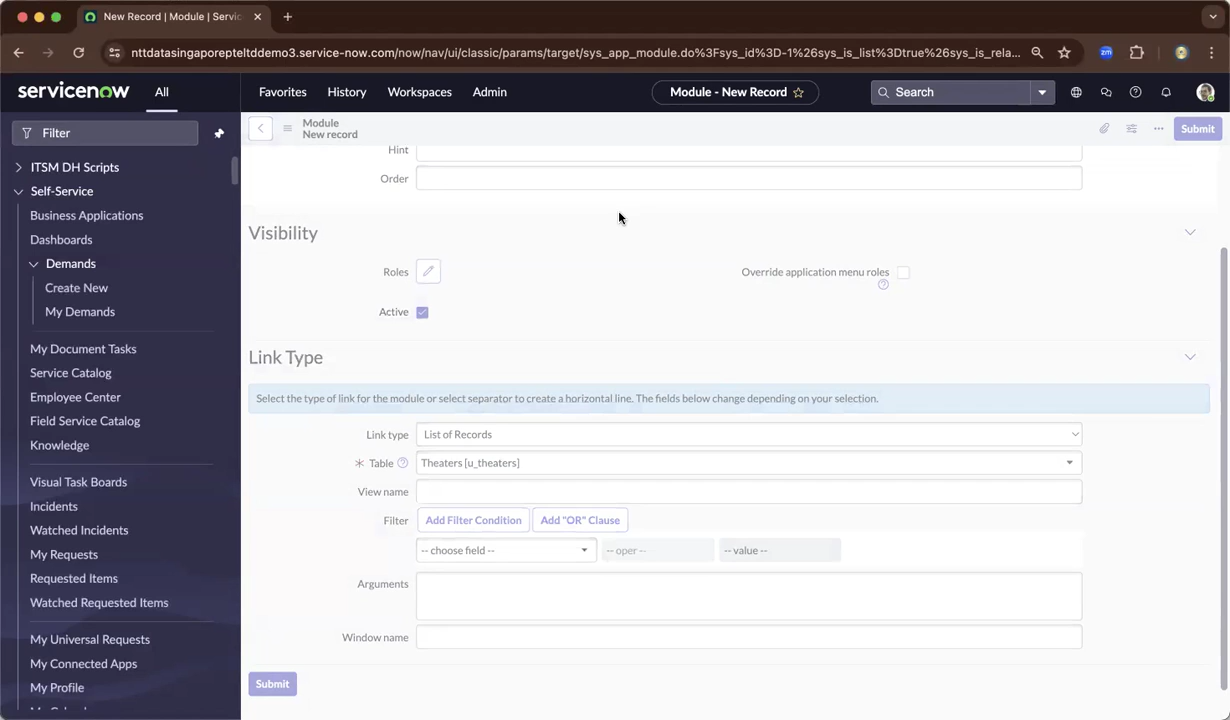 New Record | Module | Servic
nttdatasingaporepteltddemo3.service-now.com/now/nav/ui/classic/params/target/sys_app_module.do%3Fsys_id%3D-1%26sys_is_list%3Dtrue%26sys_is_rela...
servicenow
All
Favorites
History
Workspaces
Admin
Module - New Record
Search
Filter
Module
New record
Submit
ITSM DH Scripts
Self-Service
Business Applications
Dashboards
Demands
Create New
My Demands
My Document Tasks
Service Catalog
Employee Center
Field Service Catalog
Knowledge
Visual Task Boards
Incidents
Watched Incidents
My Requests
Requested Items
Watched Requested Items
My Universal Requests
My Connected Apps
My Profile
Hint
Order
Visibility
Roles
Override application menu roles
Active
Link Type
Select the type of link for the module or select separator to create a horizontal line. The fields below change depending on your selection.
Link type
List of Records
Table
Theaters [u_theaters]
View name
Filter
Add Filter Condition
Add "OR" Clause
-- choose field --
-- oper --
-- value --
Arguments
Window name
Submit